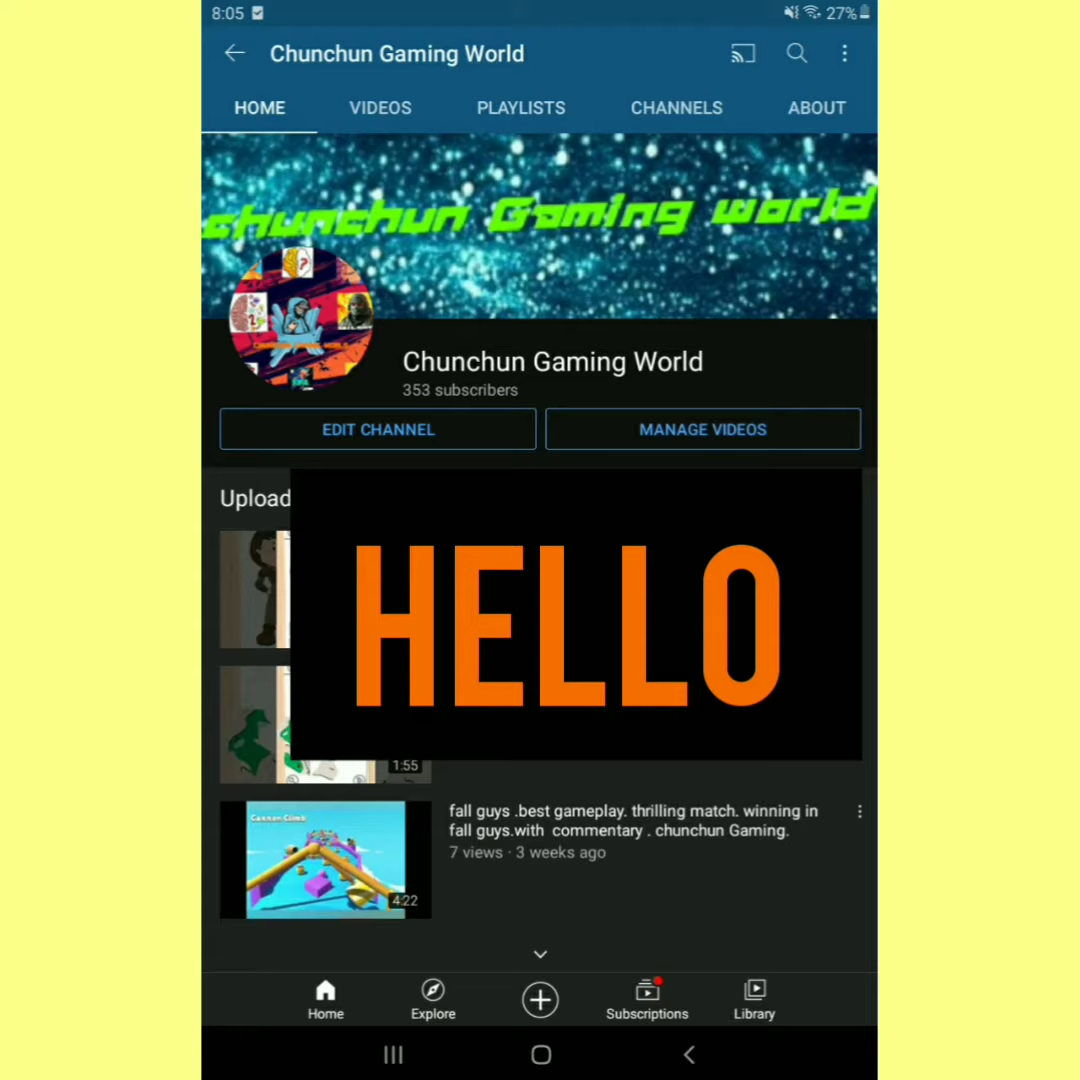 8:05
27%
Chunchun Gaming World
HOME VIDEOS PLAYLISTS CHANNELS ABOUT
chunchun Gaming world
Chunchun Gaming World
353 subscribers
EDIT CHANNEL MANAGE VIDEOS
Upload
HELLO
1:55
Cannon Climb
4:22
fall guys .best gameplay. thrilling match. winning in
fall guys.with commentary . chunchun Gaming.
7 views · 3 weeks ago
Home Explore Subscriptions Library